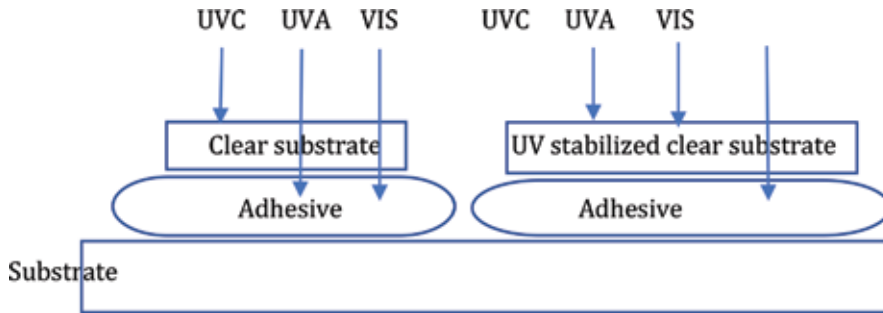 UVC UVA VIS UVC UVA VIS
Clear substrate UV stabilized clear substrate
Adhesive Adhesive
Substrate